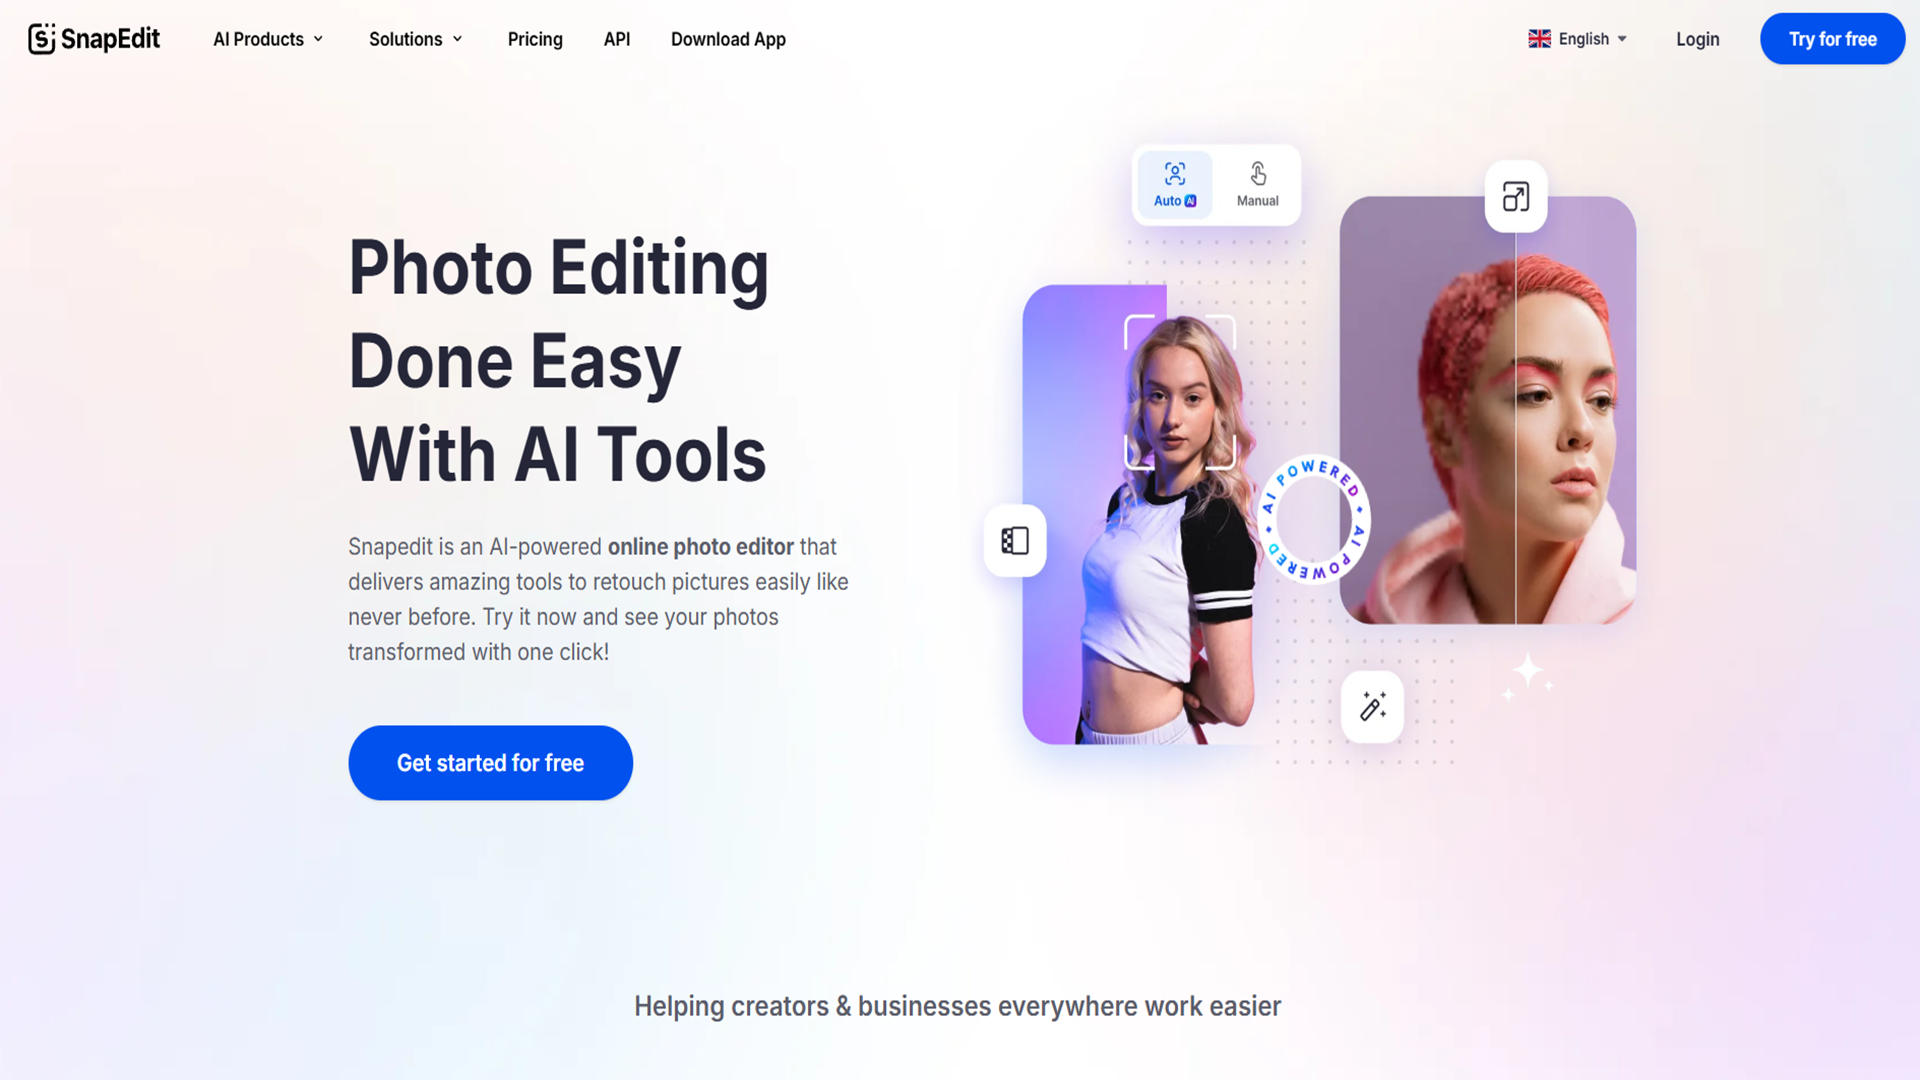 SnapEdit
AI Products
Solutions
Pricing
API
Download App
English
Login
Try for free
Auto AI
Manual
Photo Editing
Done Easy
With AI Tools
Snapedit is an AI-powered online photo editor that
delivers amazing tools to retouch pictures easily like
never before. Try it now and see your photos
transformed with one click!
AI POWERED • AI POWERED •
Get started for free
Helping creators & businesses everywhere work easier